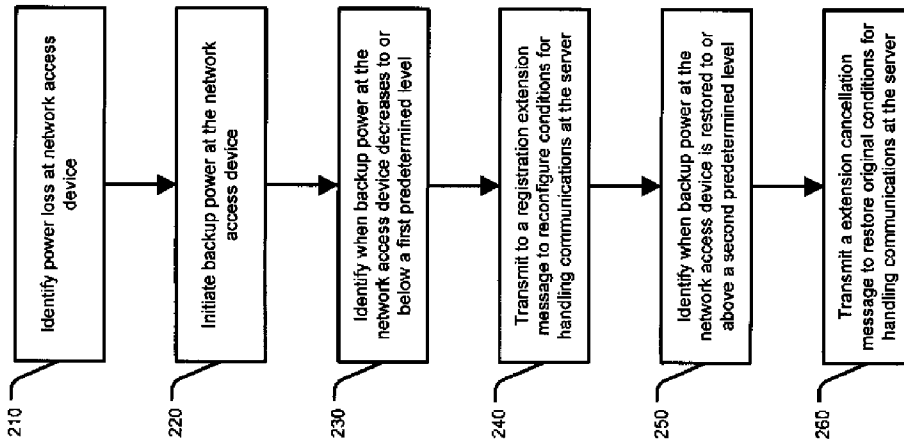 210
Identify power loss at network access
device
220
Initiate backup power at the network
access device
230
Identify when backup power at the
network access device decreases to or
below a first predetermined level
240
Transmit to a registration extension
message to reconfigure conditions for
handling communications at the server
250
Identify when backup power at the
network access device is restored to or
above a second predetermined level
260
Transmit a extension cancellation
message to restore original conditions for
handling communications at the server